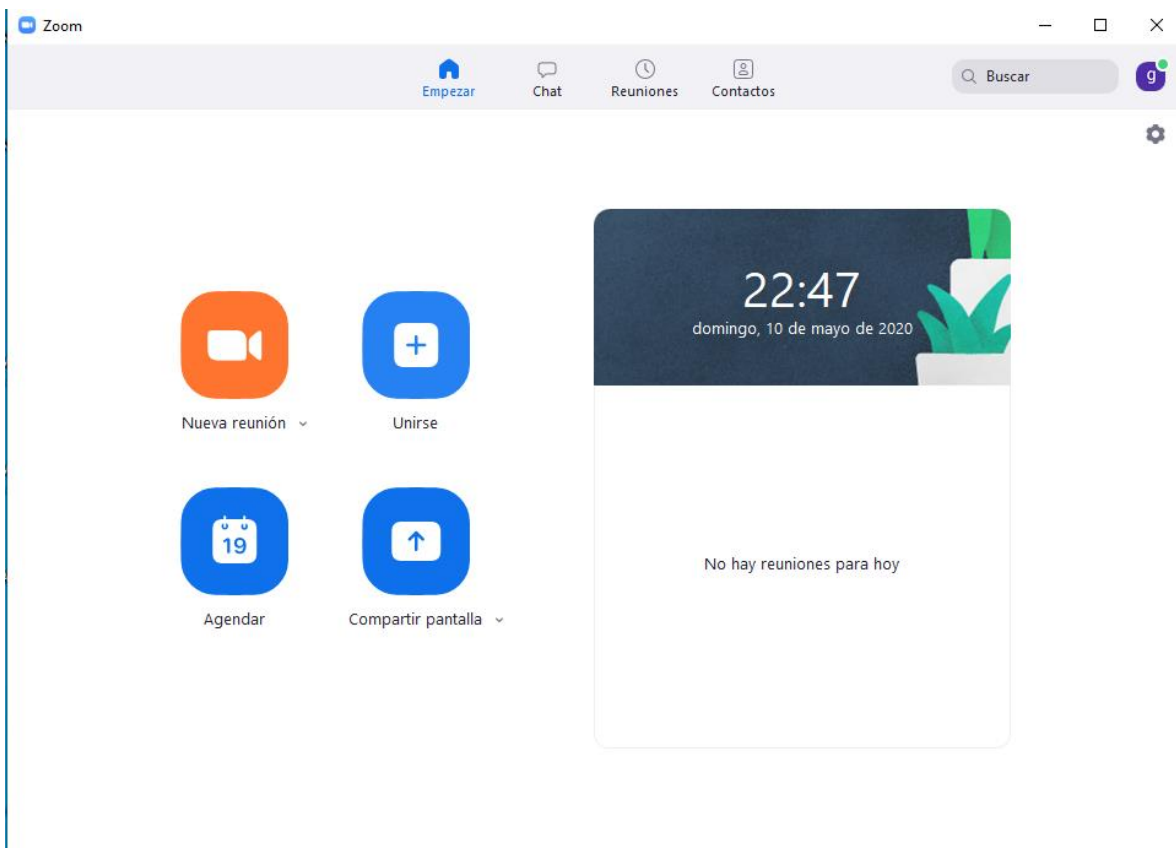 Zoom
Empezar
Chat
Reuniones
Contactos
Buscar
g
22:47
domingo, 10 de mayo de 2020
Nueva reunión
Unirse
19
Agendar
Compartir pantalla
No hay reuniones para hoy